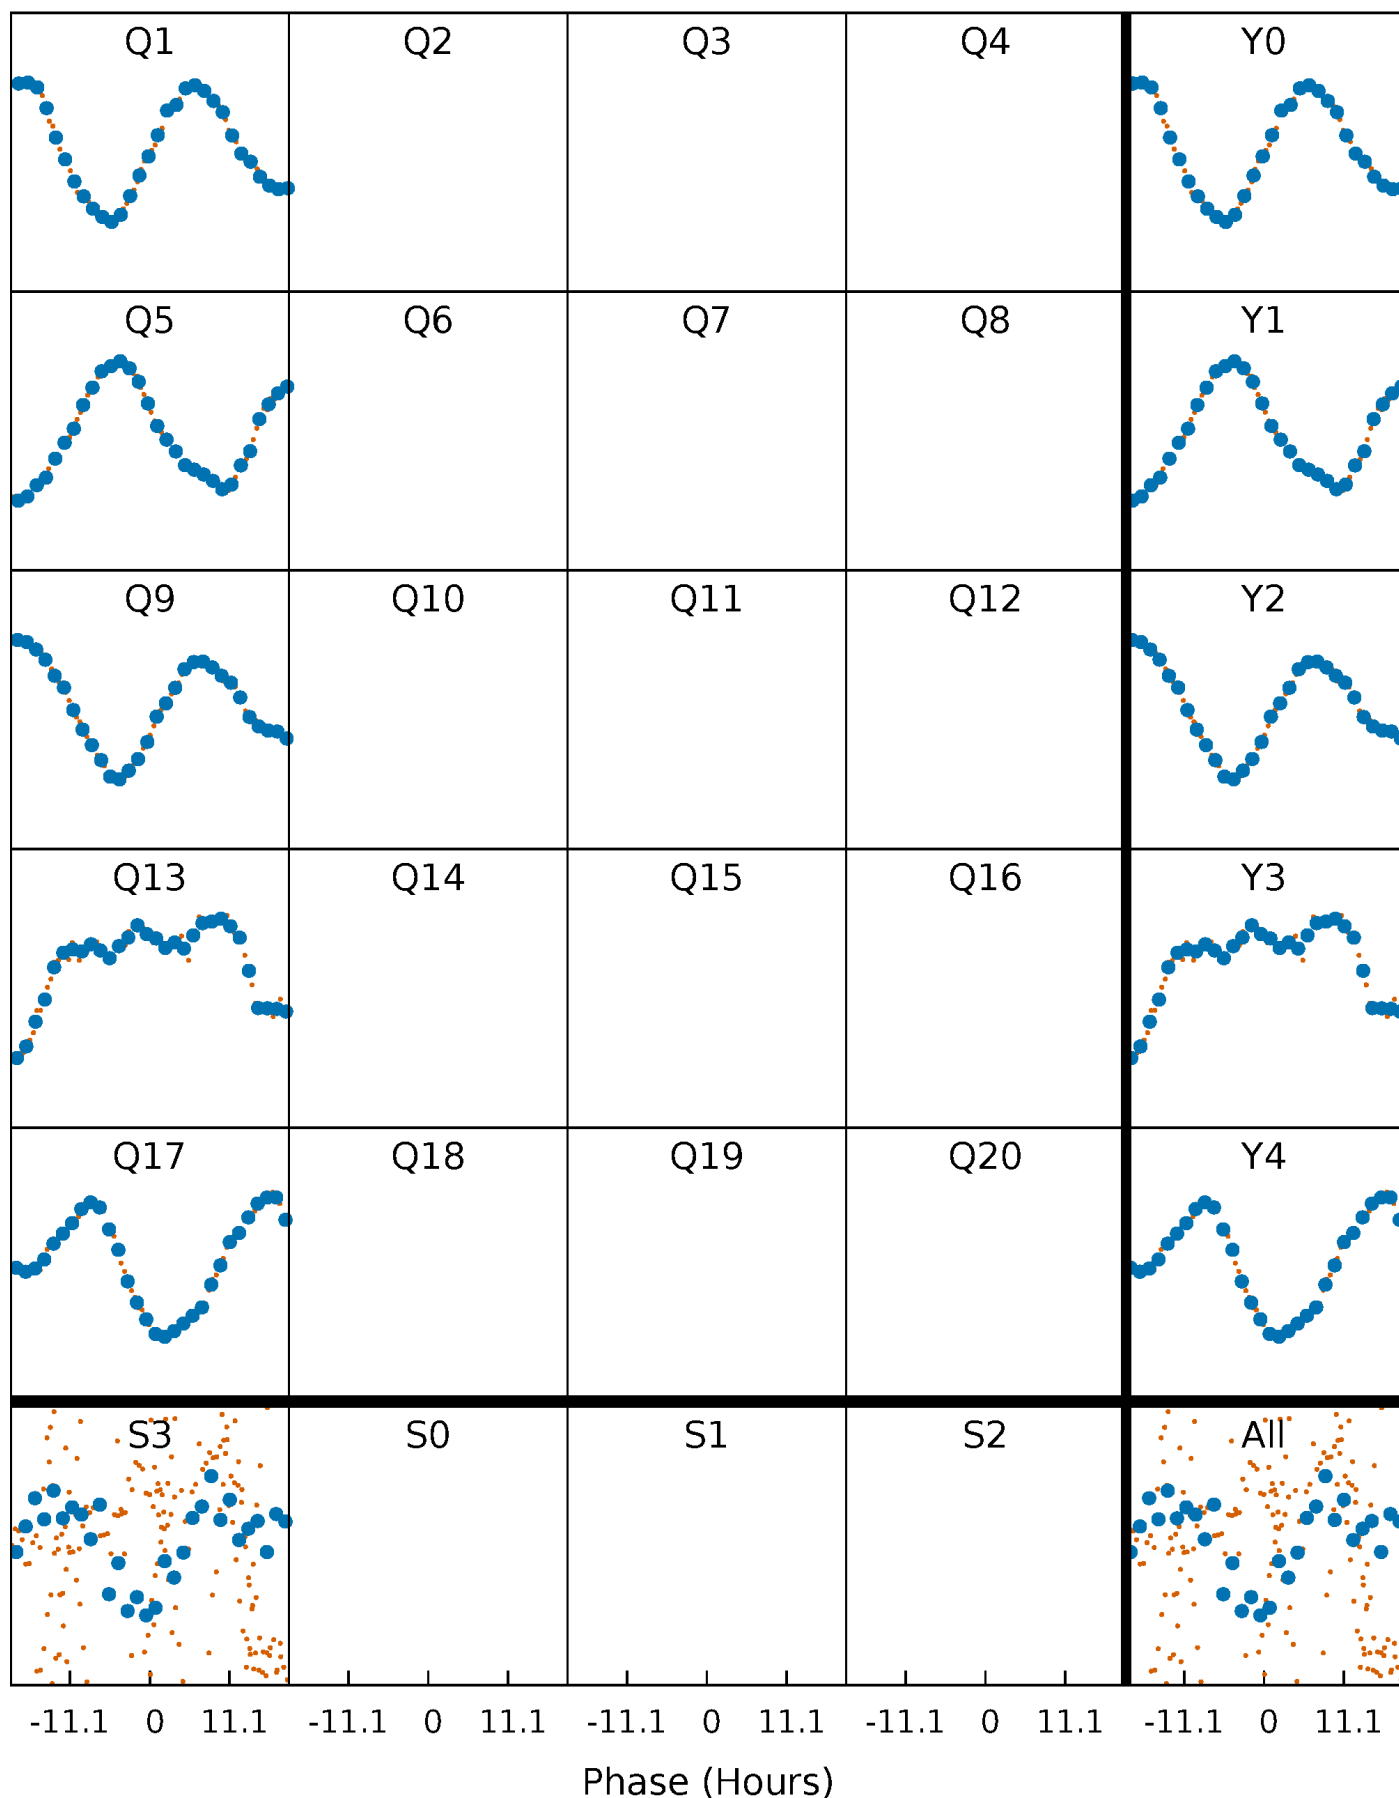 Q1 Q2 Q3 Q4 Y0
Q5 Q6 Q7 Q8 Y1
Q9 Q10 Q11 Q12 Y2
Q13 Q14 Q15 Q16 Y3
Q17 Q18 Q19 Q20 Y4
S3 S0 S1 S2 All
-11.1 0 11.1 -11.1 0 11.1 -11.1 0 11.1 -11.1 0 11.1 -11.1 0 11.1
Phase (Hours)